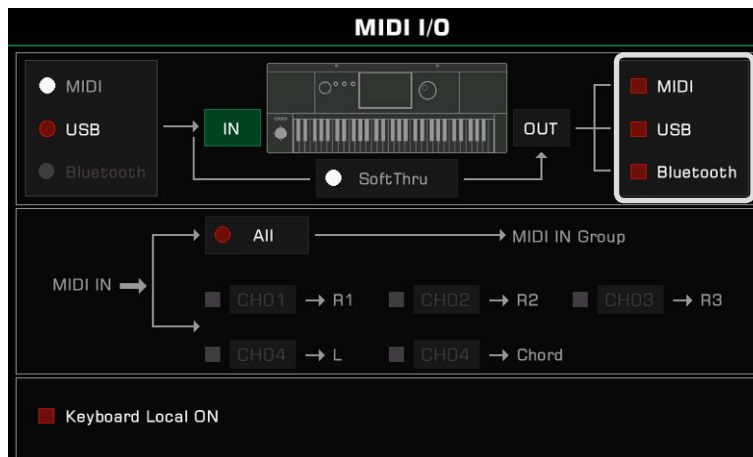 MIDI I/O
MIDI
USB
Bluetooth
IN
OUT
SoftThru
MIDI
USB
Bluetooth
MIDI IN
All
MIDI IN Group
CH01 R1 CH02 R2 CH03 R3
CH04 L CH04 Chord
Keyboard Local ON